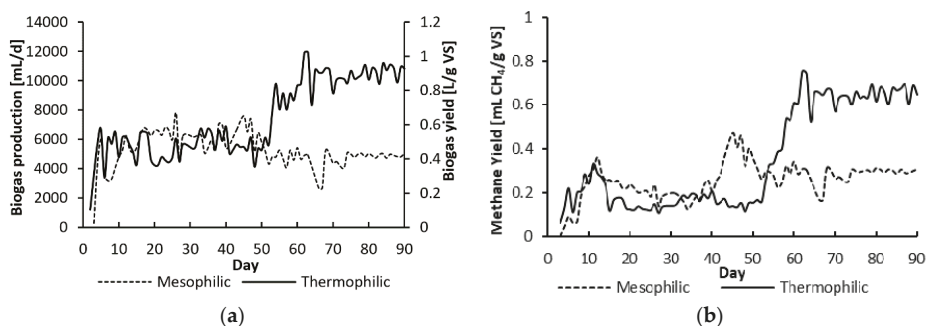 14000
12000
10000
8000
6000
4000
2000
0
Biogas production [mL/d]
1.2
1
0.8
0.6
0.4
0.2
0
Biogas yield [L/g VS]
0 10 20 30 40 50 60 70 80 90
Day
Mesophilic Thermophilic
(a)
1
0.8
0.6
0.4
0.2
0
Methane Yield [mL CH4/g VS]
0 10 20 30 40 50 60 70 80 90
Day
Mesophilic Thermophilic
(b)